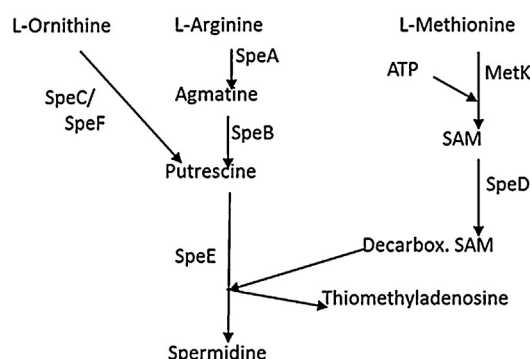 L-Ornithine L-Arginine L-Methionine
SpeA
ATP MetK
SpeC/
SpeF
Agmatine
SpeB
SAM
Putrescine
SpeD
SpeE
Decarbox. SAM
Thiomethyladenosine
Spermidine